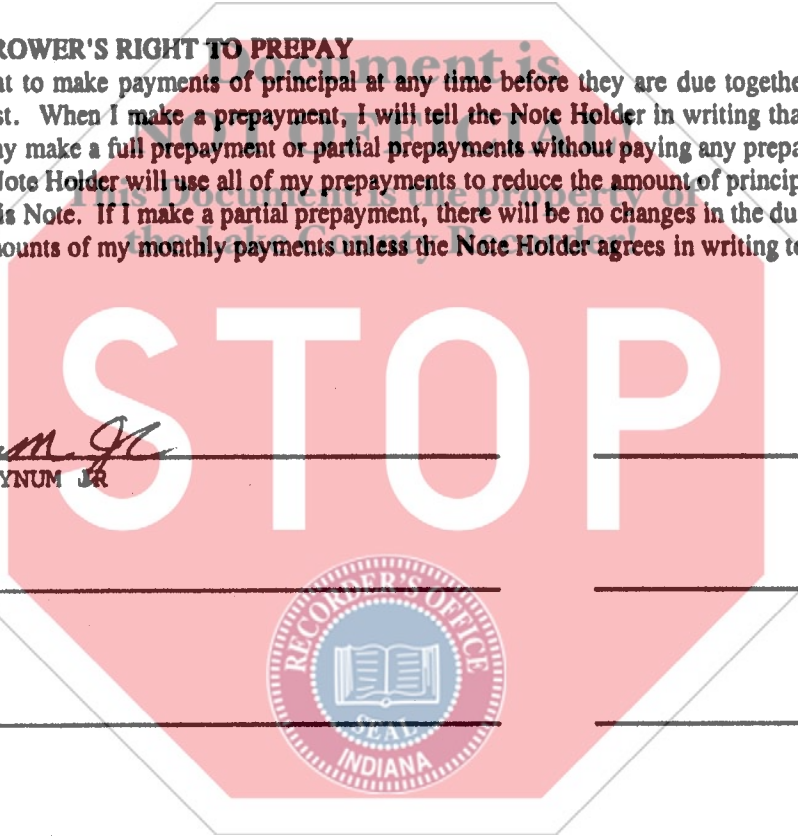 ROWER'S RIGHT TO PREPAY
Document is
nt to make payments of principal at any time before they are due togethe
st. When I make a prepayment, I will tell the Note Holder in writing tha
NOT OFFICIAL!
ay make a full prepayment or partial prepayments without paying any prepa
Note Horder will use all of my prepayments to reduce the amount of princip
This Document is the property of
is Note. If I make a partial prepayment, there will be no changes in the du
the Lake County Recorder!
nounts of my monthly payments unless the Note Holder agrees in writing to
STOP
m. Jr.
YNUM JR
RECORDER'S OFFICE
SEAL
INDIANA